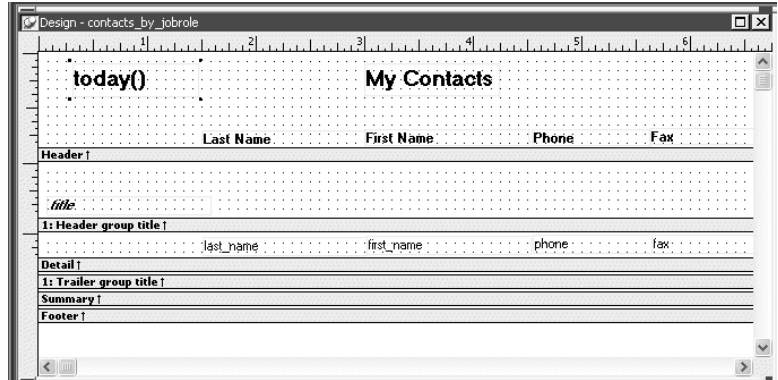 Design - contacts_by_jobrole
1 2 3 4 5 6
today() My Contacts
Last Name First Name Phone Fax
Header ↑
title
1: Header group title ↑
last_name first_name phone fax
Detail ↑
1: Trailer group title ↑
Summary ↑
Footer ↑